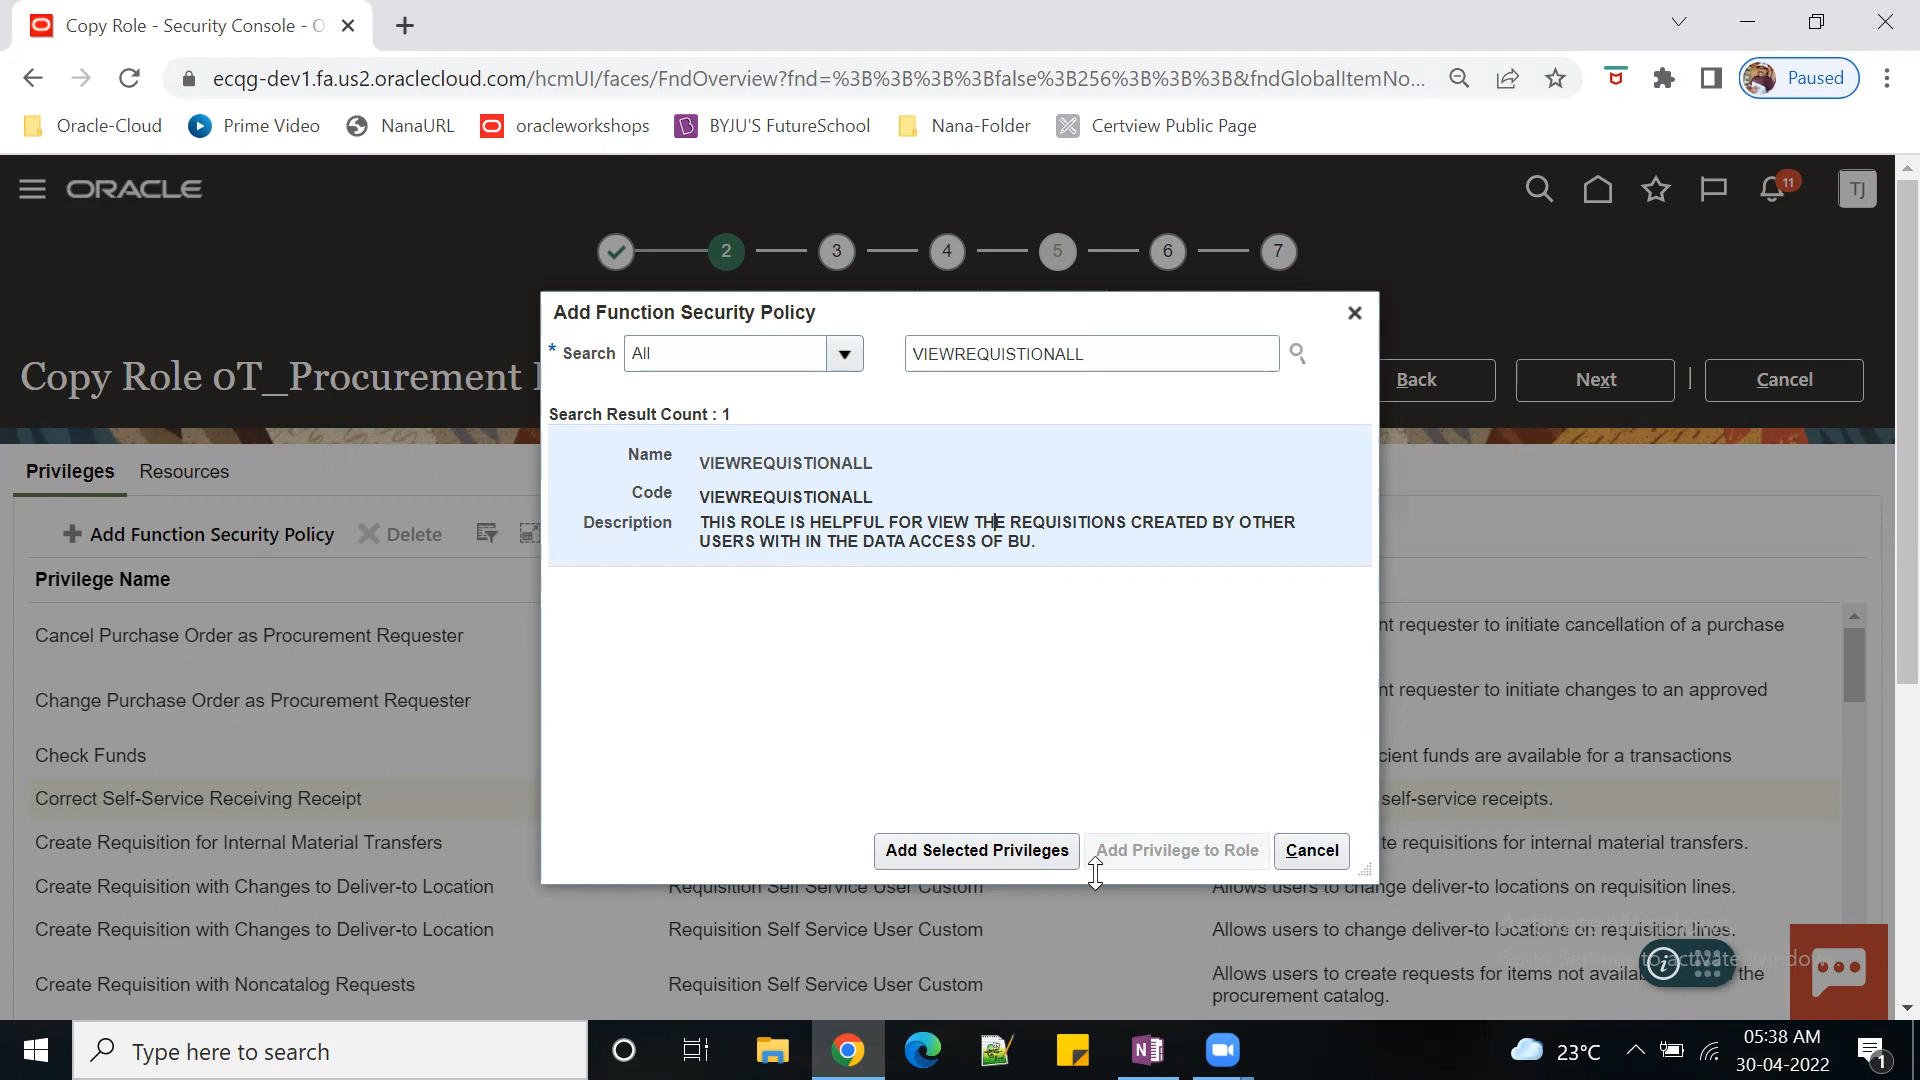 Copy Role - Security Console - O
ecqg-dev1.fa.us2.oraclecloud.com/hcmUI/faces/FndOverview?fnd=%3B%3B%3B%3Bfalse%3B256%3B%3B%3B&fndGlobalItemNo...
Paused
Oracle-Cloud
Prime Video
NanaURL
oracleworkshops
BYJU'S FutureSchool
Nana-Folder
Certview Public Page
ORACLE
11
TJ
2
3
4
5
6
7
Add Function Security Policy
* Search
All
VIEWREQUISTIONALL
Copy Role 0T_Procurement
Back
Next
Cancel
Search Result Count : 1
Name
VIEWREQUISTIONALL
Code
VIEWREQUISTIONALL
Description
THIS ROLE IS HELPFUL FOR VIEW THE REQUISITIONS CREATED BY OTHER
USERS WITH IN THE DATA ACCESS OF BU.
Privileges
Resources
Add Function Security Policy
Delete
Privilege Name
Cancel Purchase Order as Procurement Requester
nt requester to initiate cancellation of a purchase
Change Purchase Order as Procurement Requester
nt requester to initiate changes to an approved
Check Funds
cient funds are available for a transactions
Correct Self-Service Receiving Receipt
self-service receipts.
Create Requisition for Internal Material Transfers
te requisitions for internal material transfers.
Add Selected Privileges
Add Privilege to Role
Cancel
Create Requisition with Changes to Deliver-to Location
Requisition Self Service User Custom
Allows users to change deliver-to locations on requisition lines.
Create Requisition with Changes to Deliver-to Location
Requisition Self Service User Custom
Allows users to change deliver-to locations on requisition lines.
Create Requisition with Noncatalog Requests
Requisition Self Service User Custom
Allows users to create requests for items not availa
the
procurement catalog.
Activate Windows
Go to Settings to activate Windows
Type here to search
23°C
05:38 AM
30-04-2022
1